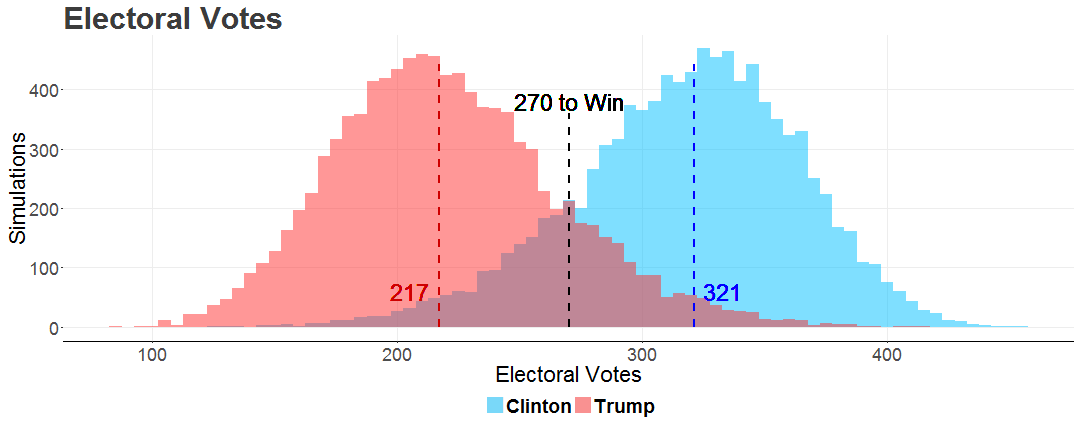 Electoral Votes
Simulations
400
300
200
100
0
270 to Win
217
321
100 200 300 400
Electoral Votes
Clinton Trump